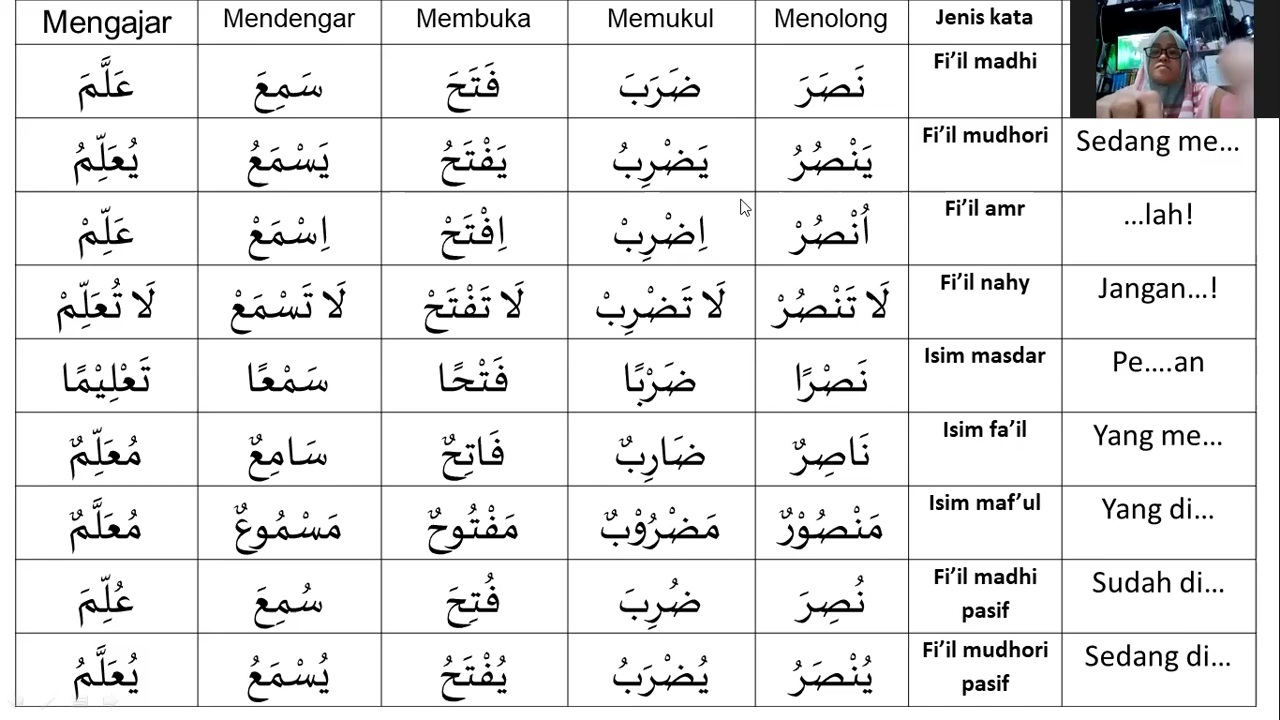 Mengajar Mendengar Membuka Memukul Menolong Jenis kata
عَلَّمَ سَمِعَ فَتَحَ ضَرَبَ نَصَرَ Fi’il madhi
يُعَلِّمُ يَسْمَعُ يَفْتَحُ يَضْرِبُ يَنْصُرُ Fi’il mudhori Sedang me...
عَلِّمْ اِسْمَعْ اِفْتَحْ اِضْرِبْ اُنْصُرْ Fi’il amr ...lah!
لَا تُعَلِّمْ لَا تَسْمَعْ لَا تَفْتَحْ لَا تَضْرِبْ لَا تَنْصُرْ Fi’il nahy Jangan...!
تَعْلِيْمًا سَمْعًا فَتْحًا ضَرْبًا نَصْرًا Isim masdar Pe....an
مُعَلِّمٌ سَامِعٌ فَاتِحٌ ضَارِبٌ نَاصِرٌ Isim fa’il Yang me...
مُعَلَّمٌ مَسْمُوعٌ مَفْتُوحٌ مَضْرُوْبٌ مَنْصُوْرٌ Isim maf’ul Yang di...
عُلِّمَ سُمِعَ فُتِحَ ضُرِبَ نُصِرَ Fi’il madhi pasif Sudah di...
يُعَلَّمُ يُسْمَعُ يُفْتَحُ يُضْرَبُ يُنْصَرُ Fi’il mudhori pasif Sedang di...